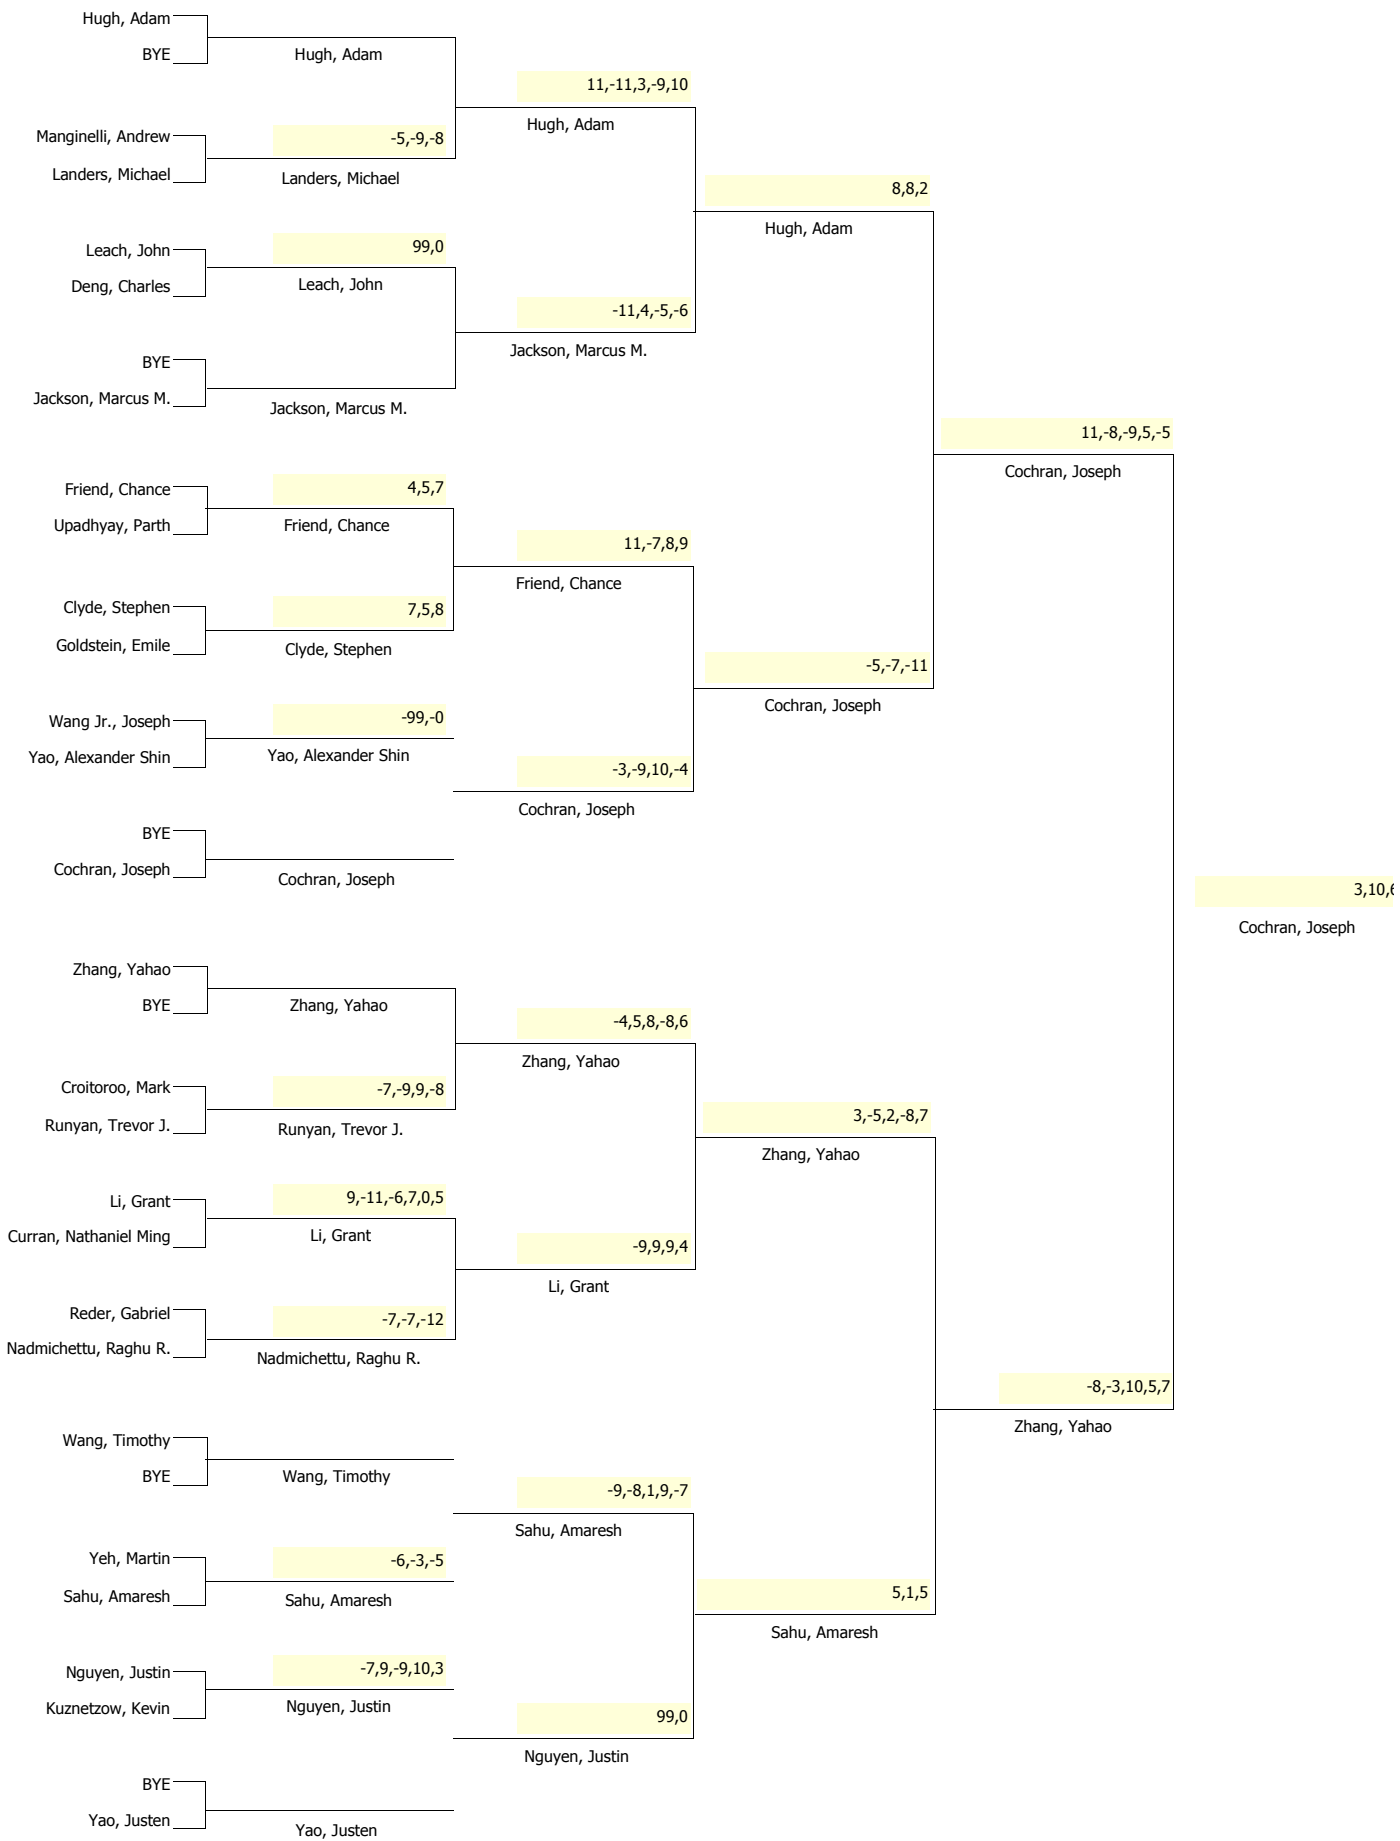 Hugh, Adam
BYE
Hugh, Adam
11,-11,3,-9,10
Hugh, Adam
Manginelli, Andrew
-5,-9,-8
Landers, Michael
Landers, Michael
8,8,2
Hugh, Adam
Leach, John
99,0
Deng, Charles
Leach, John
-11,4,-5,-6
Jackson, Marcus M.
BYE
Jackson, Marcus M.
Jackson, Marcus M.
11,-8,-9,5,-5
Cochran, Joseph
Friend, Chance
4,5,7
Upadhyay, Parth
Friend, Chance
11,-7,8,9
Friend, Chance
Clyde, Stephen
7,5,8
Goldstein, Emile
Clyde, Stephen
-5,-7,-11
Cochran, Joseph
Wang Jr., Joseph
-99,-0
Yao, Alexander Shin
Yao, Alexander Shin
-3,-9,10,-4
Cochran, Joseph
BYE
Cochran, Joseph
Cochran, Joseph
3,10,6
Cochran, Joseph
Zhang, Yahao
BYE
Zhang, Yahao
-4,5,8,-8,6
Zhang, Yahao
Croitoroo, Mark
-7,-9,9,-8
Runyan, Trevor J.
Runyan, Trevor J.
3,-5,2,-8,7
Zhang, Yahao
Li, Grant
9,-11,-6,7,0,5
Curran, Nathaniel Ming
Li, Grant
-9,9,9,4
Li, Grant
Reder, Gabriel
-7,-7,-12
Nadmichettu, Raghu R.
Nadmichettu, Raghu R.
-8,-3,10,5,7
Zhang, Yahao
Wang, Timothy
BYE
Wang, Timothy
-9,-8,1,9,-7
Sahu, Amaresh
Yeh, Martin
-6,-3,-5
Sahu, Amaresh
Sahu, Amaresh
5,1,5
Sahu, Amaresh
Nguyen, Justin
-7,9,-9,10,3
Kuznetzow, Kevin
Nguyen, Justin
99,0
Nguyen, Justin
BYE
Yao, Justen
Yao, Justen